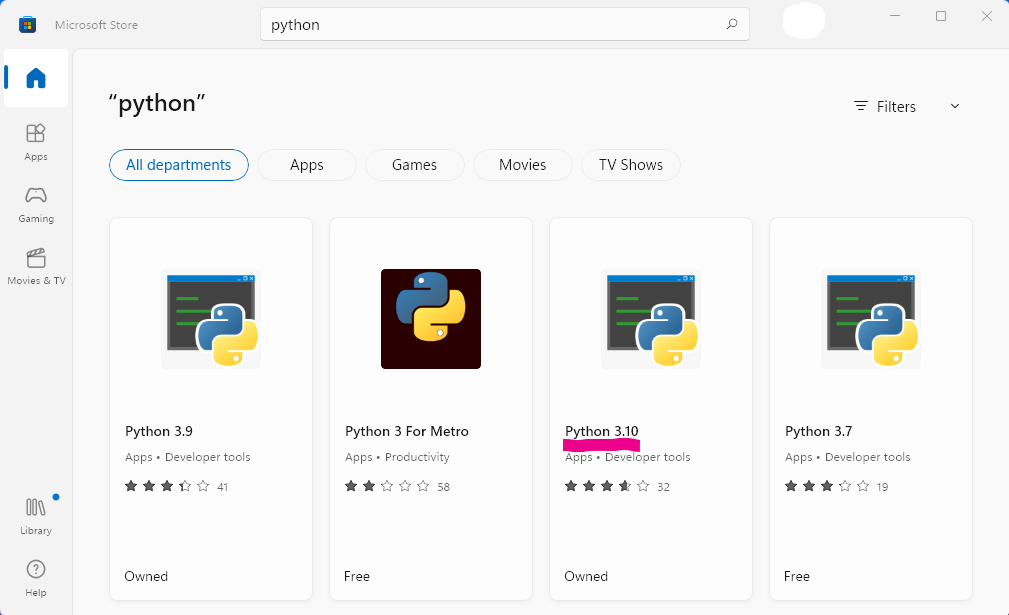 Microsoft Store
python
Apps
Gaming
Movies & TV
Library
Help
“python”
Filters
All departments
Apps
Games
Movies
TV Shows
Python 3.9
Apps • Developer tools
41
Owned
Python 3 For Metro
Apps • Productivity
58
Free
Python 3.10
Apps • Developer tools
32
Owned
Python 3.7
Apps • Developer tools
19
Free